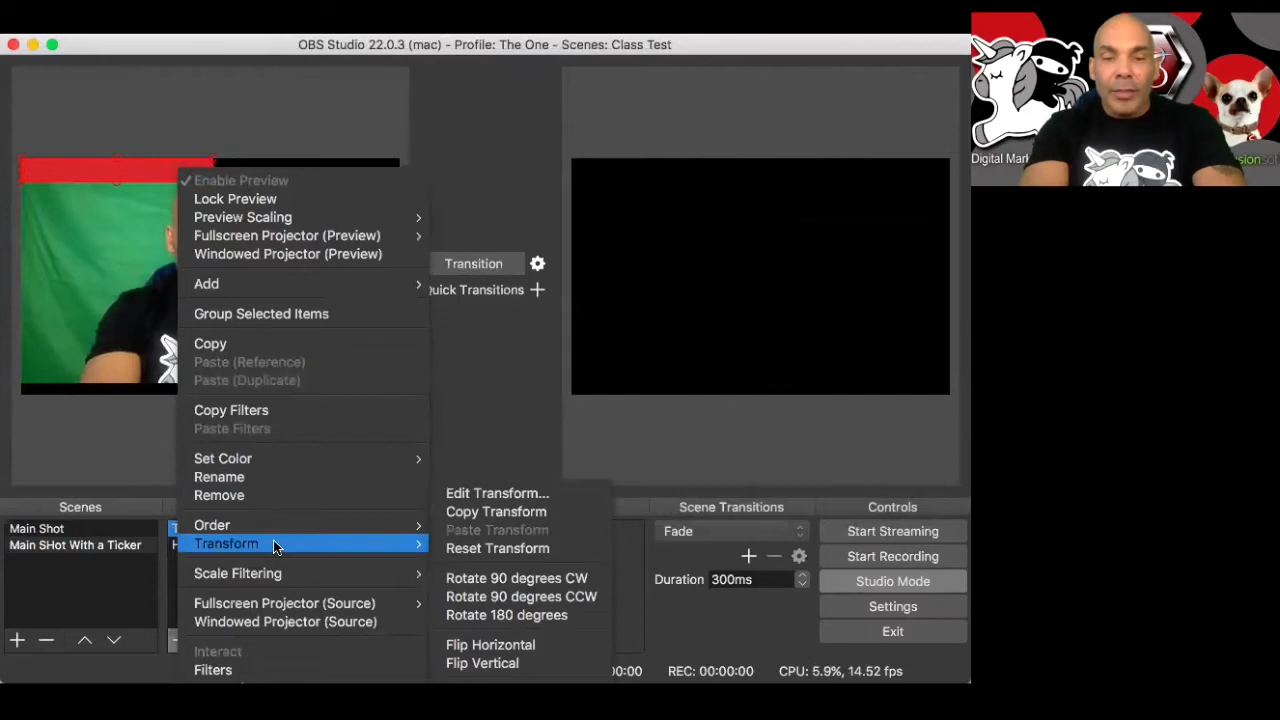 OBS Studio 22.0.3 (mac) - Profile: The One - Scenes: Class Test
Enable Preview
Lock Preview
Preview Scaling
Fullscreen Projector (Preview)
Windowed Projector (Preview)
Add
Group Selected Items
Copy
Paste (Reference)
Paste (Duplicate)
Copy Filters
Paste Filters
Set Color
Rename
Remove
Order
Transform
Scale Filtering
Fullscreen Projector (Source)
Windowed Projector (Source)
Interact
Filters
Edit Transform...
Copy Transform
Paste Transform
Reset Transform
Rotate 90 degrees CW
Rotate 90 degrees CCW
Rotate 180 degrees
Flip Horizontal
Flip Vertical
Transition
Quick Transitions
Scenes
Main Shot
Main SHot With a Ticker
Scene Transitions
Fade
Duration 300ms
Controls
Start Streaming
Start Recording
Studio Mode
Settings
Exit
00:00 REC: 00:00:00 CPU: 5.9%, 14.52 fps
Digital Mar